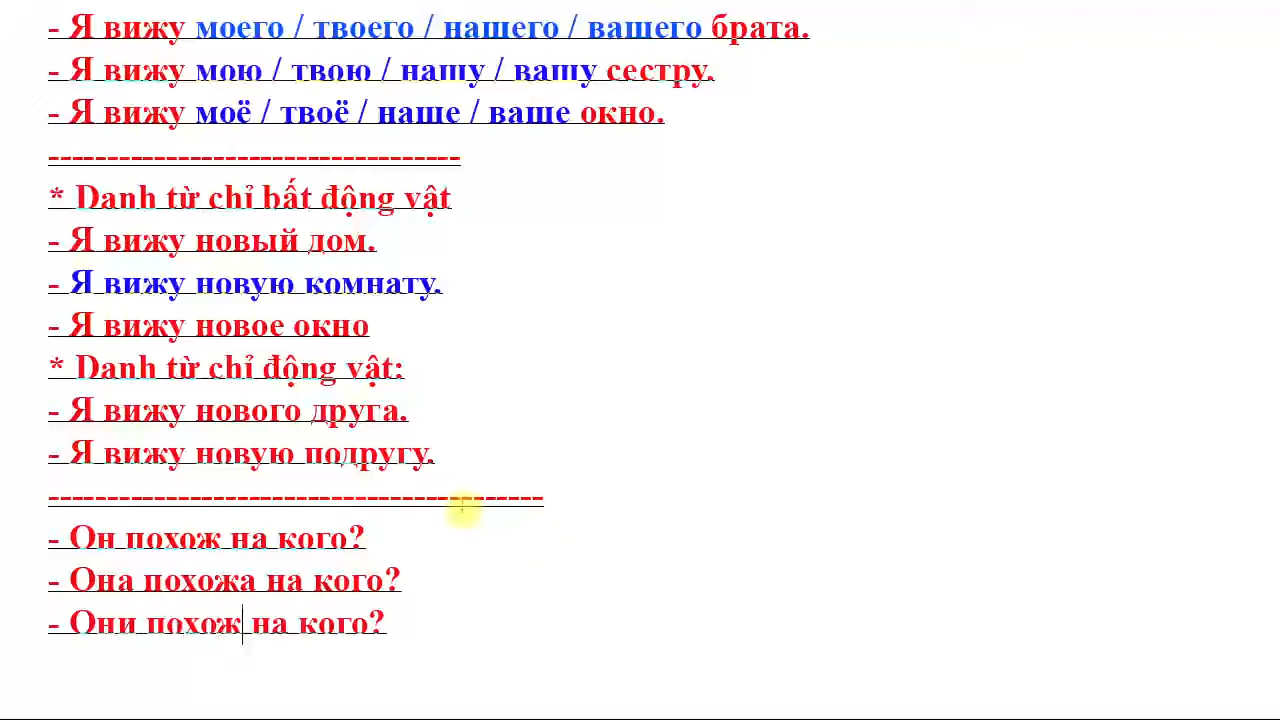 - Я вижу моего / твоего / нашего / вашего брата.
- Я вижу мою / твою / нашу / вашу сестру.
- Я вижу моё / твоё / наше / ваше окно.
-----------------------------------
* Danh từ chỉ bất động vật
- Я вижу новый дом.
- Я вижу новую комнату.
- Я вижу новое окно
* Danh từ chỉ động vật:
- Я вижу нового друга.
- Я вижу новую подругу.
------------------------------------------
- Он похож на кого?
- Она похожа на кого?
- Они похож на кого?